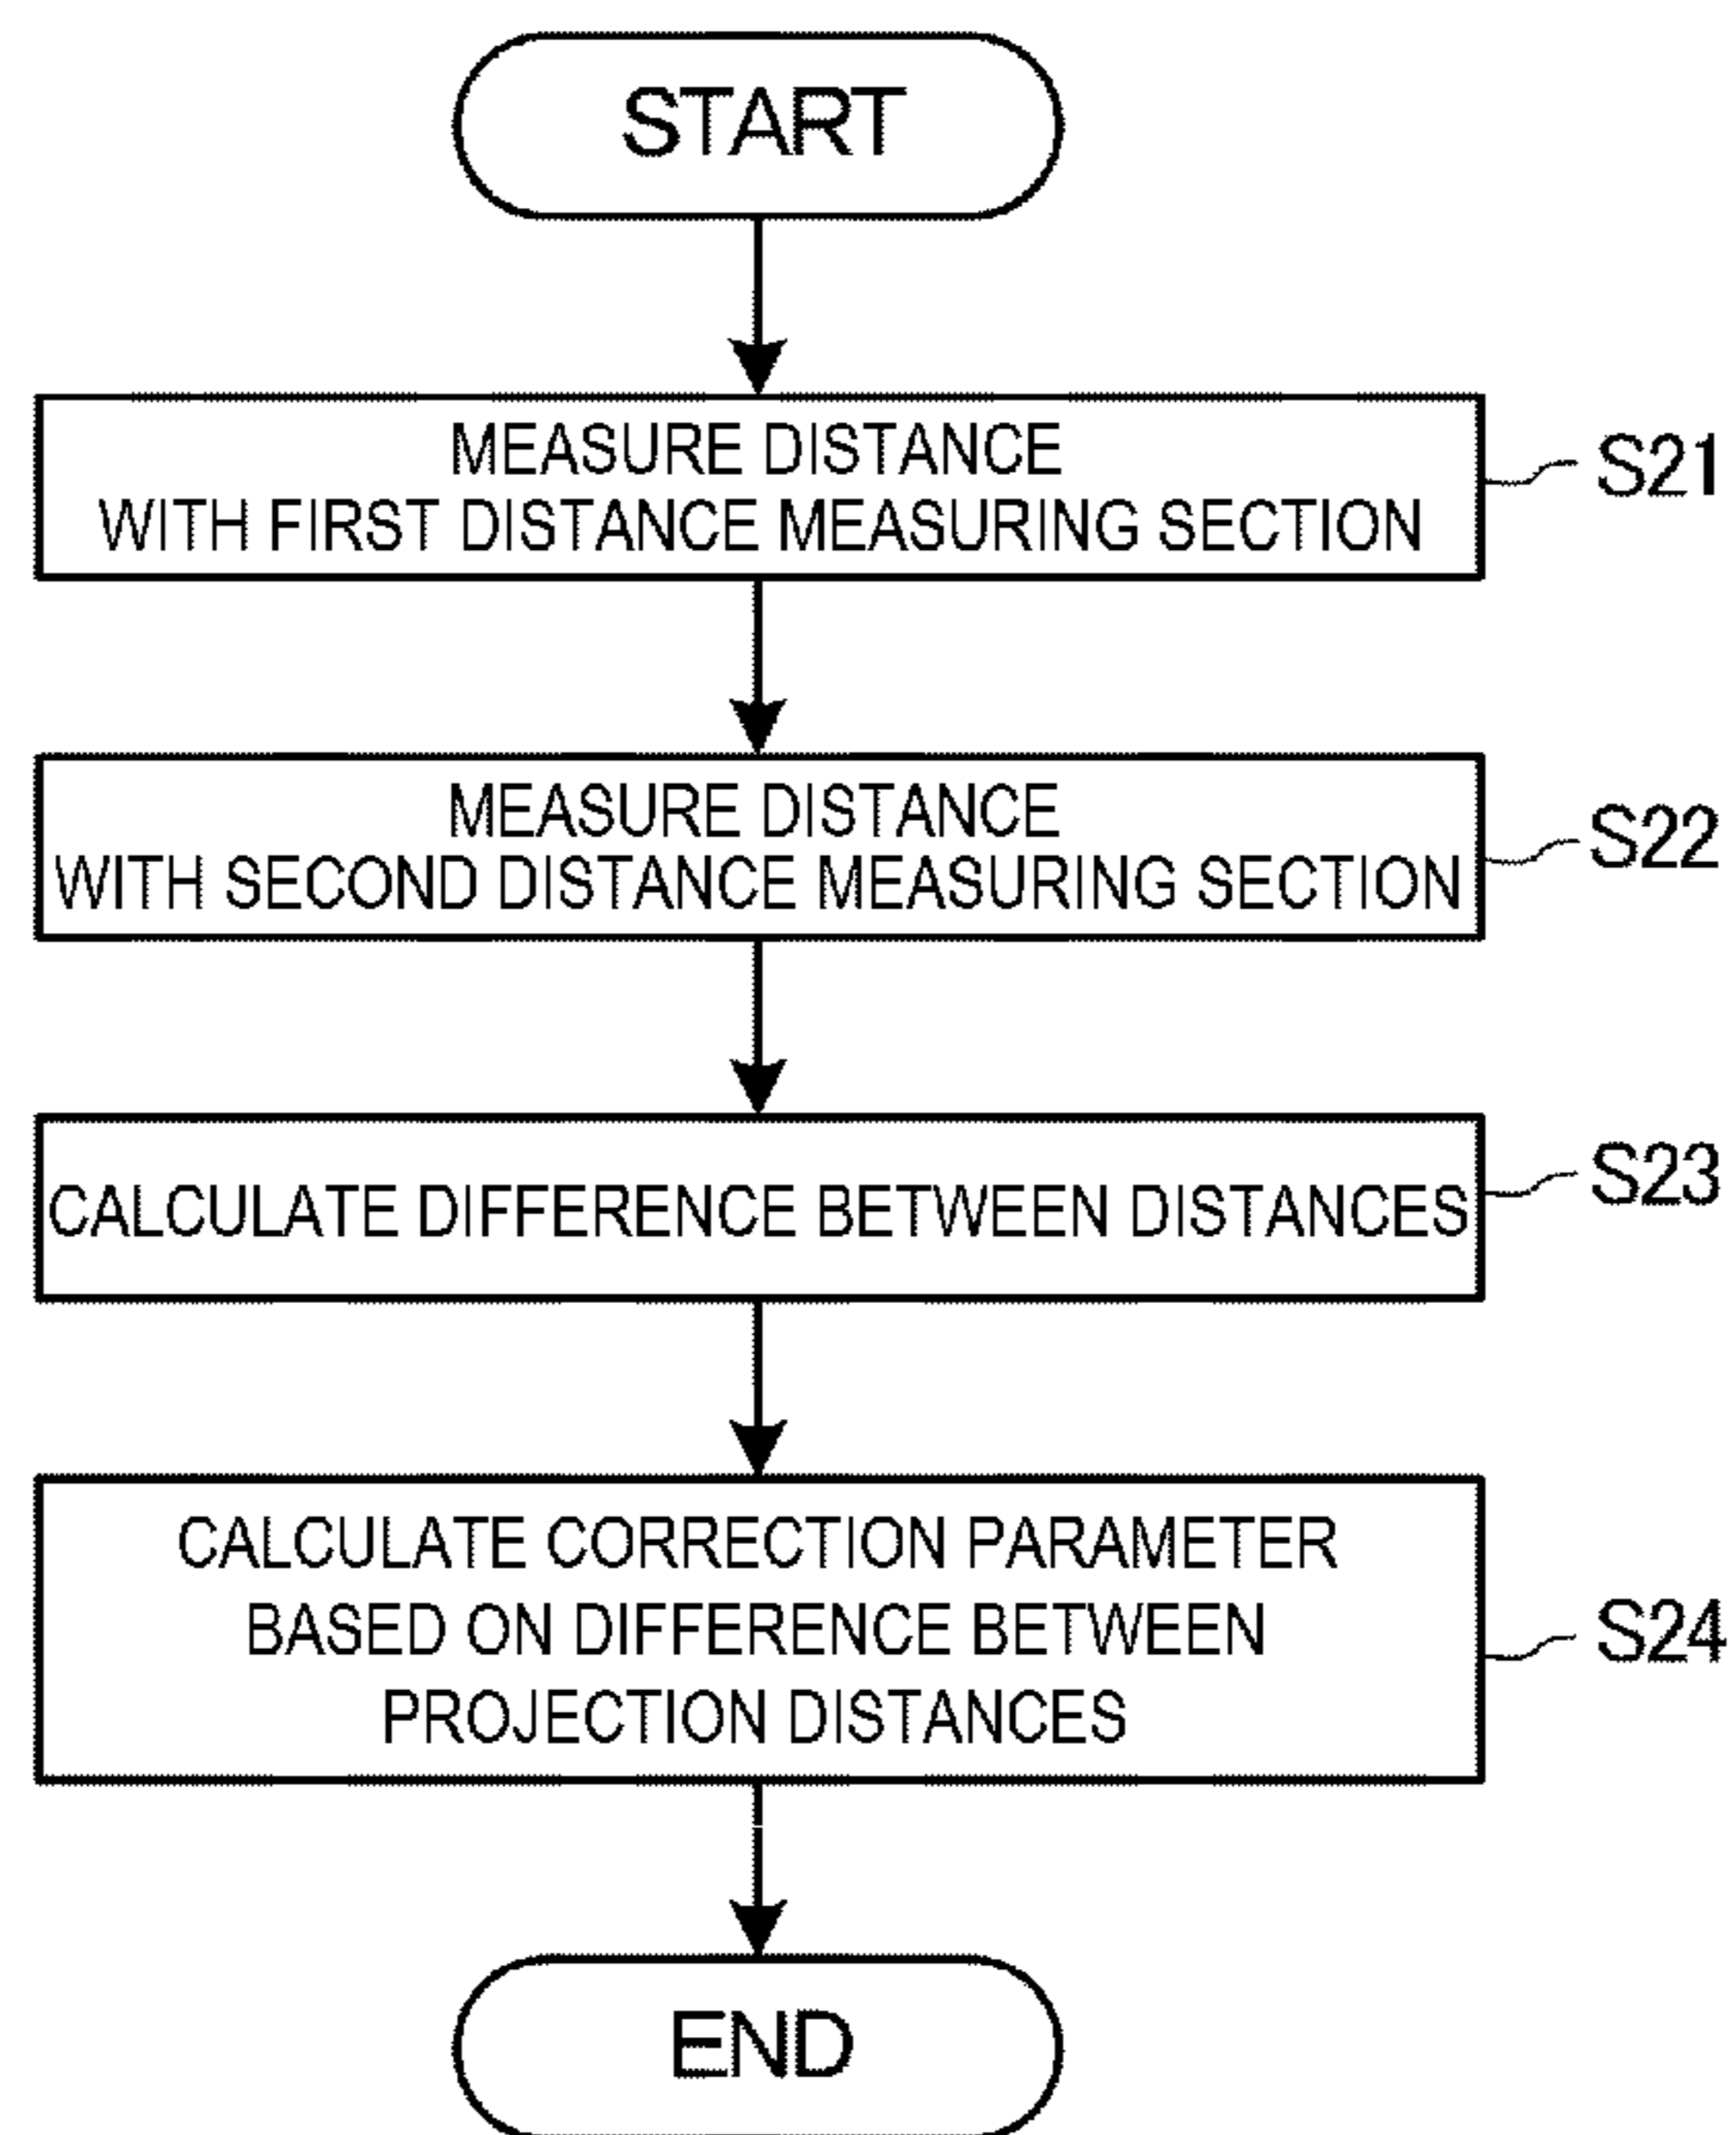 START
MEASURE DISTANCE
WITH FIRST DISTANCE MEASURING SECTION
S21
MEASURE DISTANCE
WITH SECOND DISTANCE MEASURING SECTION
S22
CALCULATE DIFFERENCE BETWEEN DISTANCES
S23
CALCULATE CORRECTION PARAMETER
BASED ON DIFFERENCE BETWEEN
PROJECTION DISTANCES
S24
END